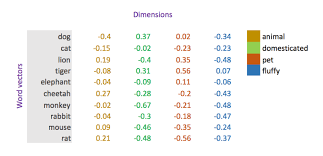 Dimensions
Word vectors
dog -0.4 0.37 0.02 -0.34
cat -0.15 -0.02 -0.23 -0.23
lion 0.19 -0.4 0.35 -0.48
tiger -0.08 0.31 0.56 0.07
elephant -0.04 -0.09 0.11 -0.06
cheetah 0.27 -0.28 -0.2 -0.43
monkey -0.02 -0.67 -0.21 -0.48
rabbit -0.04 -0.3 -0.18 -0.47
mouse 0.09 -0.46 -0.35 -0.24
rat 0.21 -0.48 -0.56 -0.37
animal
domesticated
pet
fluffy